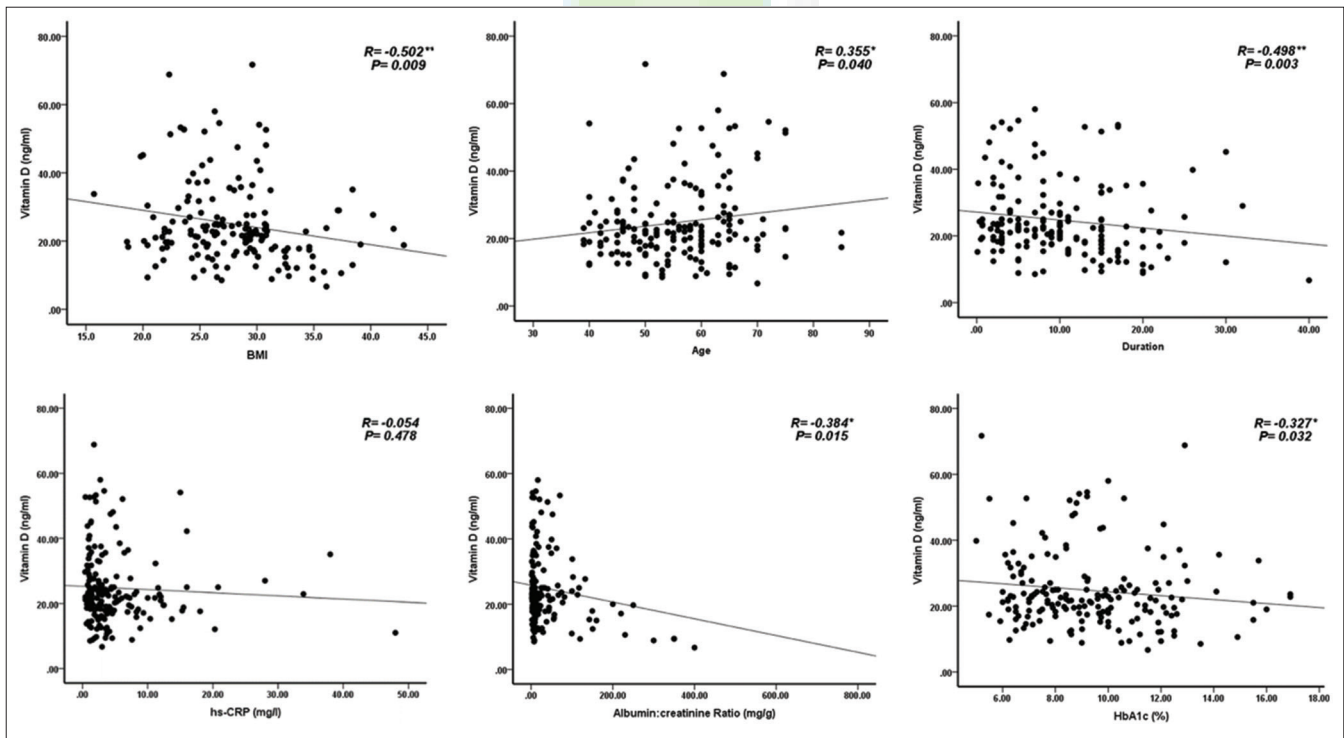 R= -0.502**
P= 0.009
80.00
60.00
40.00
20.00
.00
Vitamin D (ng/ml)
15.0 20.0 25.0 30.0 35.0 40.0 45.0
BMI
R= 0.355*
P= 0.040
80.00
60.00
40.00
20.00
.00
Vitamin D (ng/ml)
30 40 50 60 70 80 90
Age
R= -0.498**
P= 0.003
80.00
60.00
40.00
20.00
.00
Vitamin D (ng/ml)
.00 10.00 20.00 30.00 40.00
Duration
R= -0.054
P= 0.478
80.00
60.00
40.00
20.00
.00
Vitamin D (ng/ml)
.00 10.00 20.00 30.00 40.00 50.00
hs-CRP (mg/l)
R= -0.384*
P= 0.015
80.00
60.00
40.00
20.00
.00
Vitamin D (ng/ml)
.00 200.00 400.00 600.00 800.00
Albumin:creatinine Ratio (mg/g)
R= -0.327*
P= 0.032
80.00
60.00
40.00
20.00
.00
Vitamin D (ng/ml)
6.00 8.00 10.00 12.00 14.00 16.00 18.00
HbA1c (%)